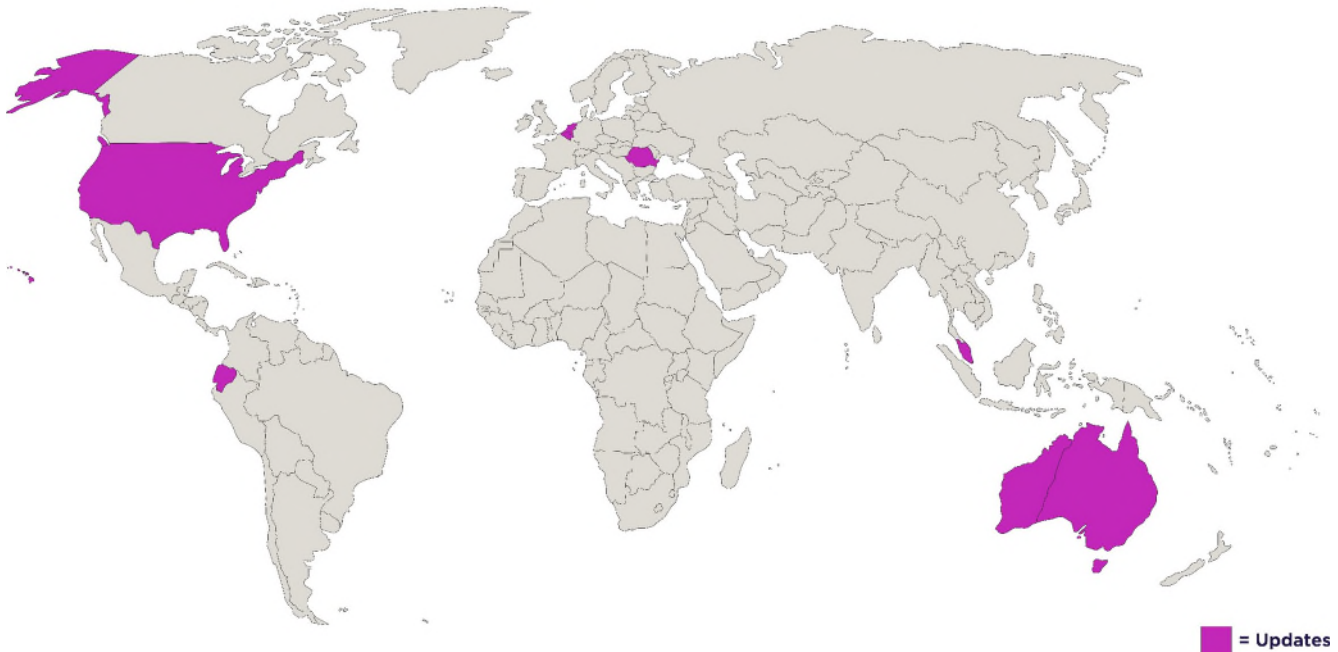 = Updates